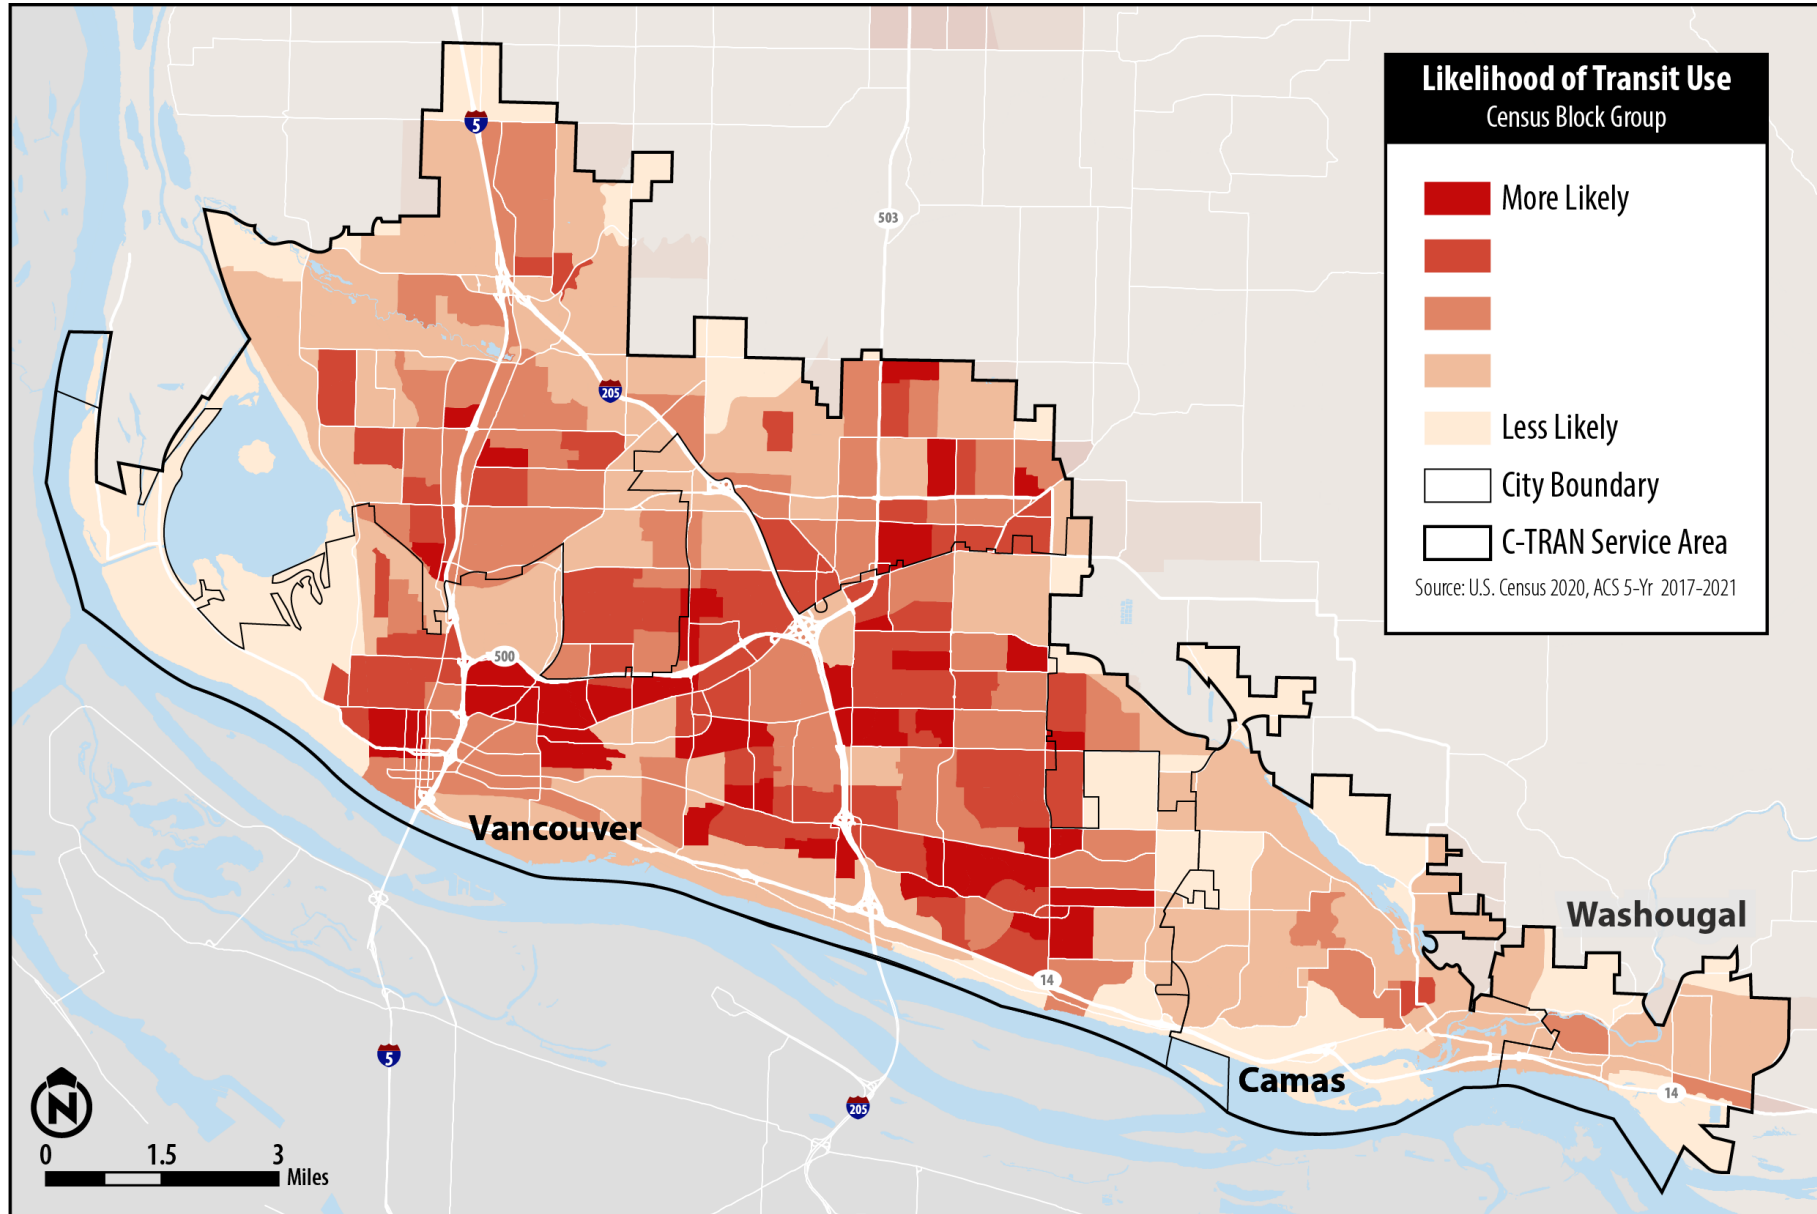 Likelihood of Transit Use
Census Block Group
More Likely
Less Likely
City Boundary
C-TRAN Service Area
Source: U.S. Census 2020, ACS 5-Yr 2017-2021
5
503
205
500
Vancouver
Washougal
14
Camas
14
5
205
N
0 1.5 3
Miles